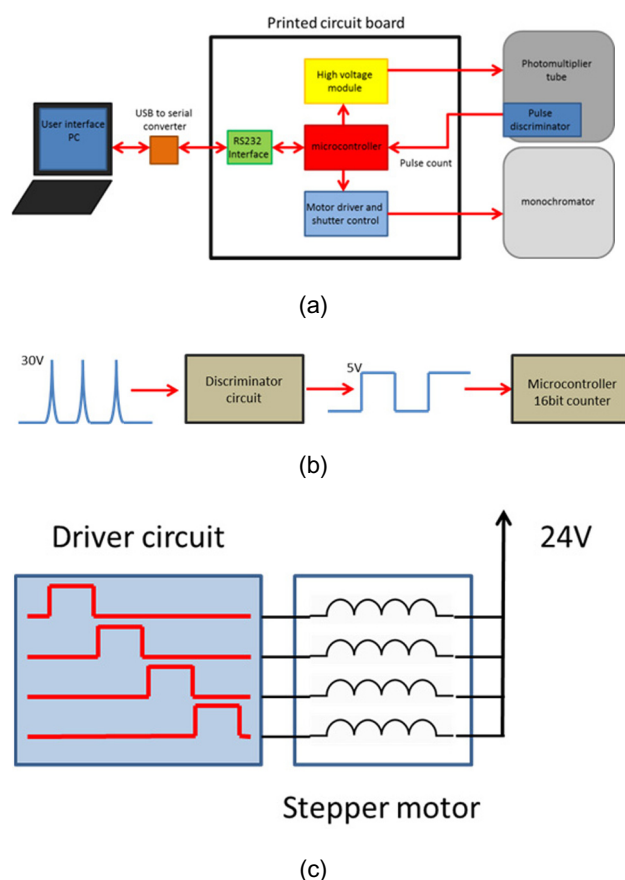 Printed circuit board
High voltage
module
Photomultiplier
tube
USB to serial
converter
User interface
PC
Pulse
discriminator
RS232
Interface
microcontroller
Pulse count
Motor driver and
shutter control
monochromator
(a)
30V
Discriminator
circuit
5V
Microcontroller
16bit counter
(b)
Driver circuit
24V
Stepper motor
(c)